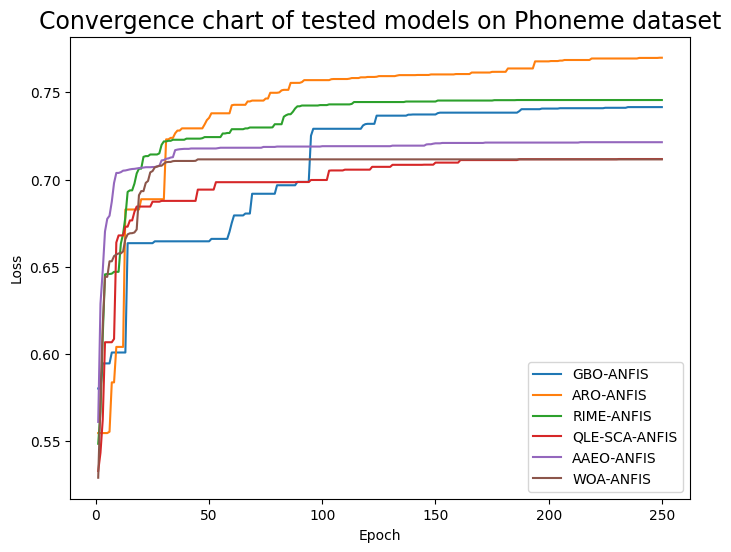 Convergence chart of tested models on Phoneme dataset
0.75
0.70
0.65
0.60
0.55
Loss
0
50
100
150
200
250
Epoch
GBO-ANFIS
ARO-ANFIS
RIME-ANFIS
QLE-SCA-ANFIS
AAEO-ANFIS
WOA-ANFIS